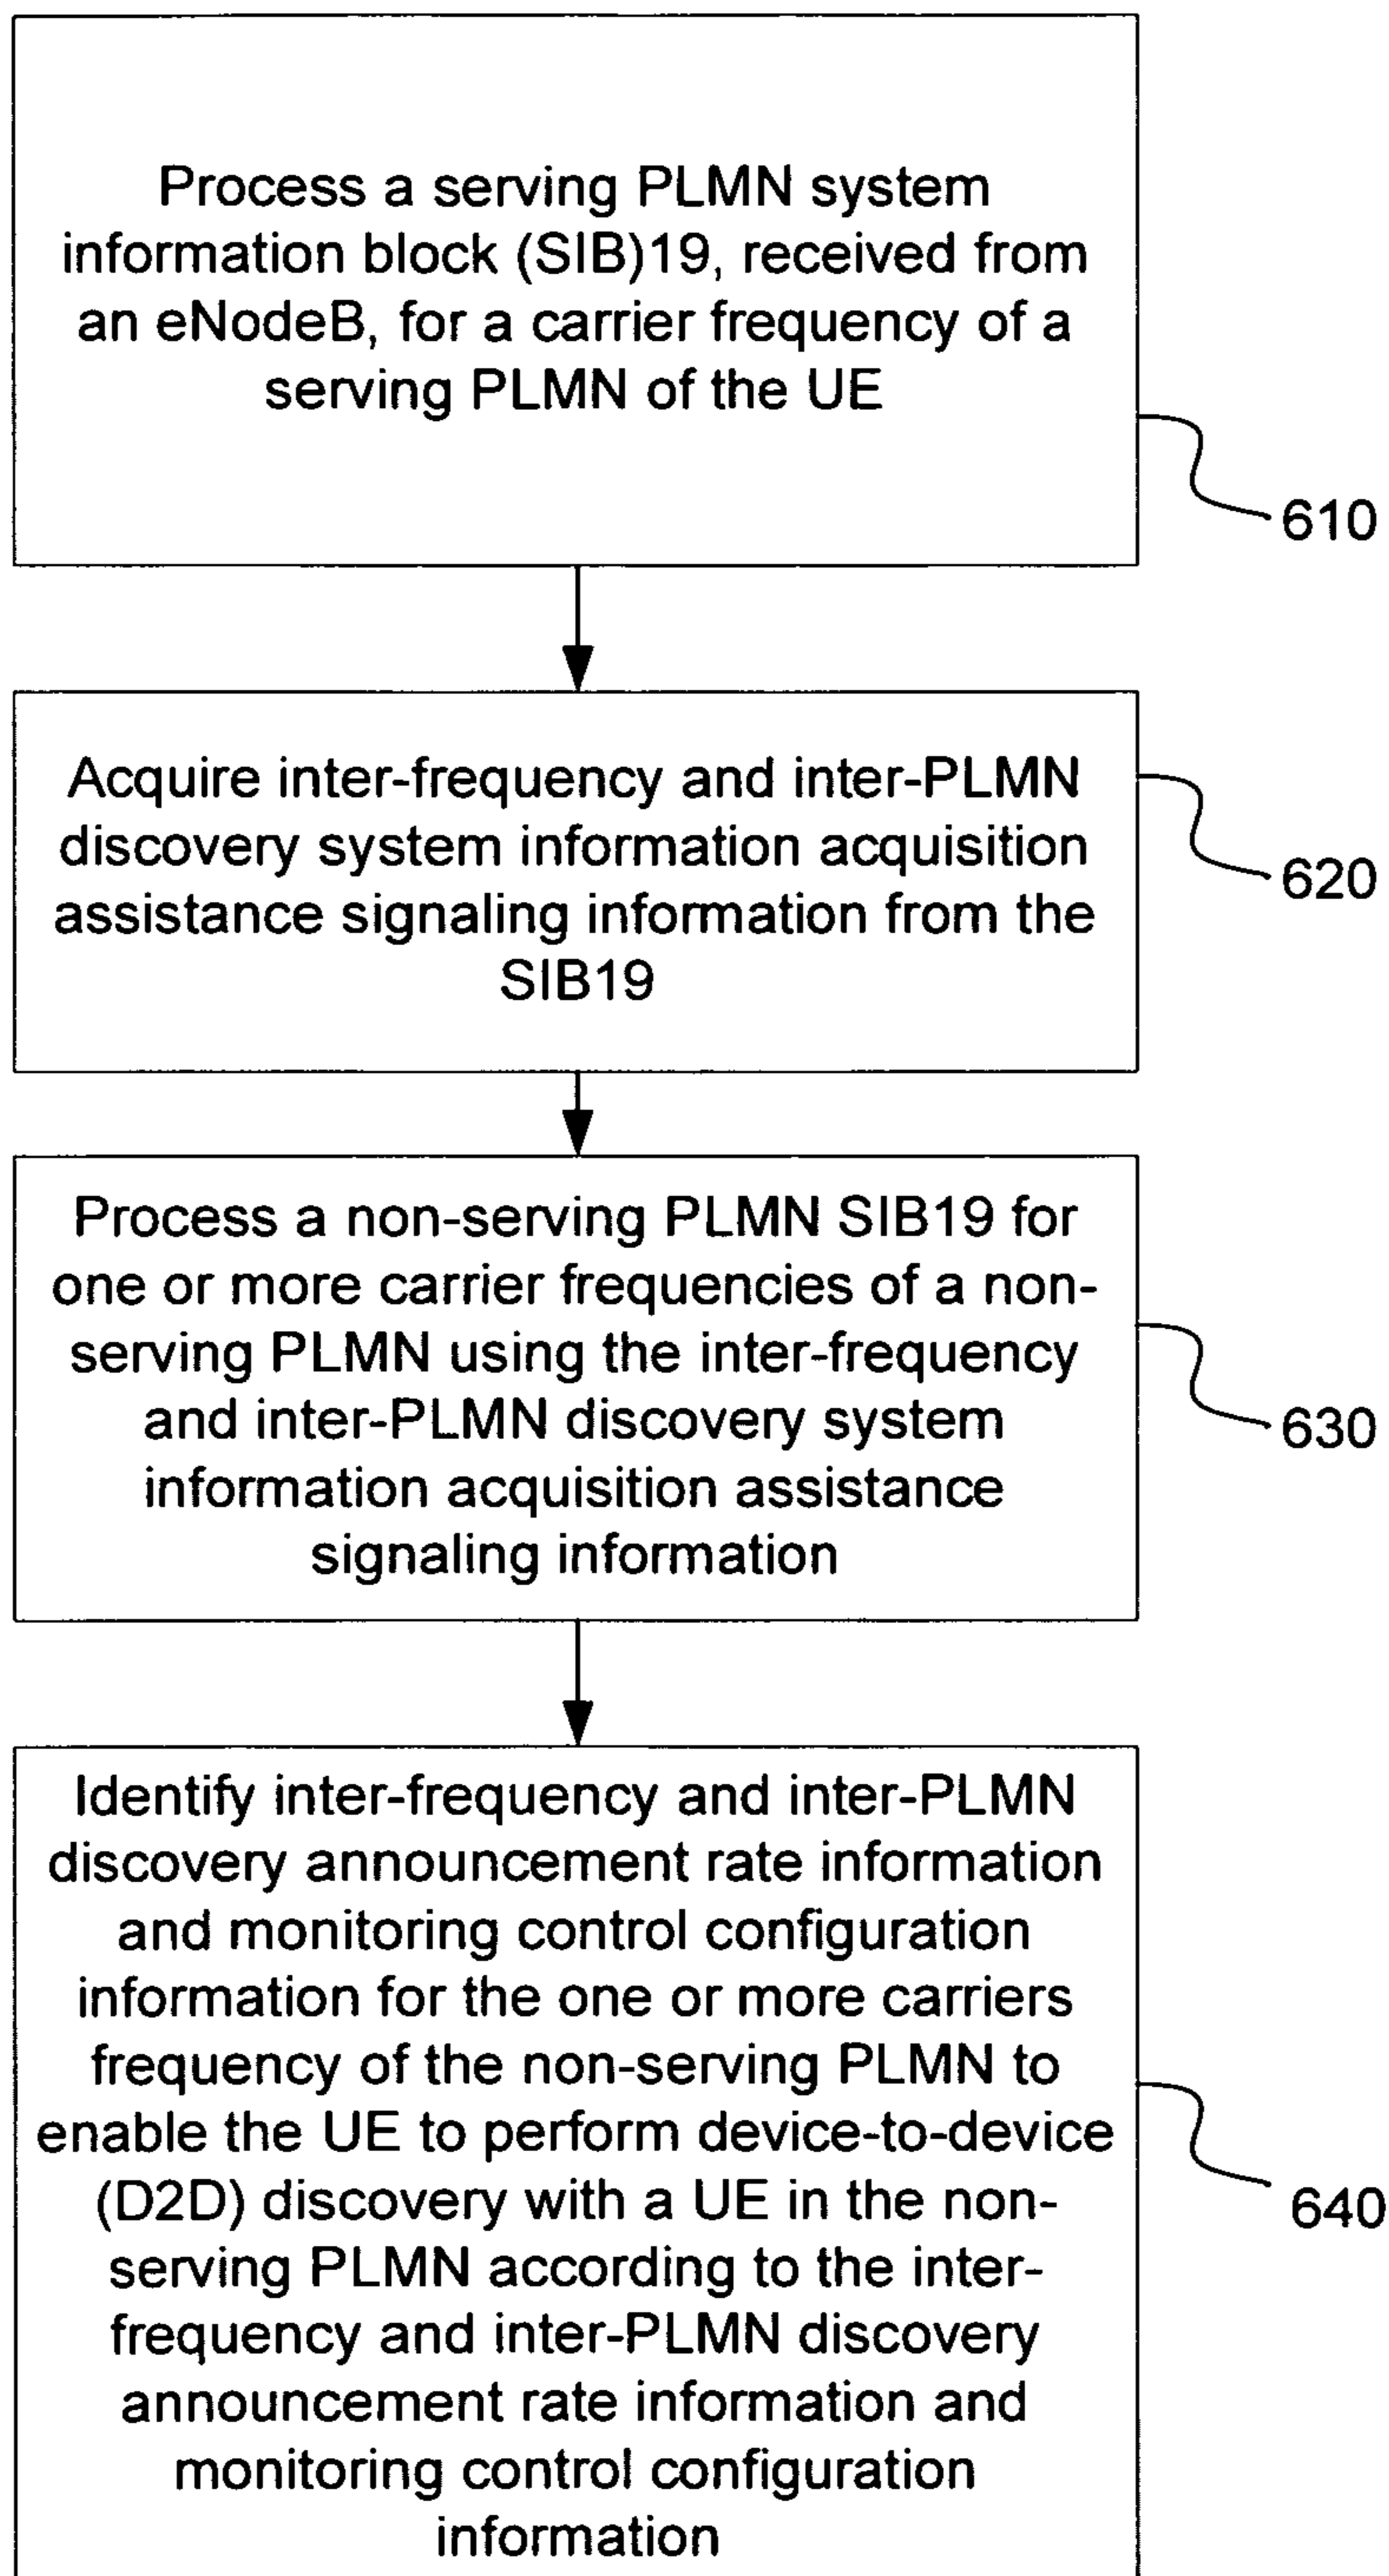 Process a serving PLMN system
information block (SIB)19, received from
an eNodeB, for a carrier frequency of a
serving PLMN of the UE
610
Acquire inter-frequency and inter-PLMN
discovery system information acquisition
assistance signaling information from the
SIB19
620
Process a non-serving PLMN SIB19 for
one or more carrier frequencies of a non-
serving PLMN using the inter-frequency
and inter-PLMN discovery system
information acquisition assistance
signaling information
630
Identify inter-frequency and inter-PLMN
discovery announcement rate information
and monitoring control configuration
information for the one or more carriers
frequency of the non-serving PLMN to
enable the UE to perform device-to-device
(D2D) discovery with a UE in the non-
serving PLMN according to the inter-
frequency and inter-PLMN discovery
announcement rate information and
monitoring control configuration
information
640